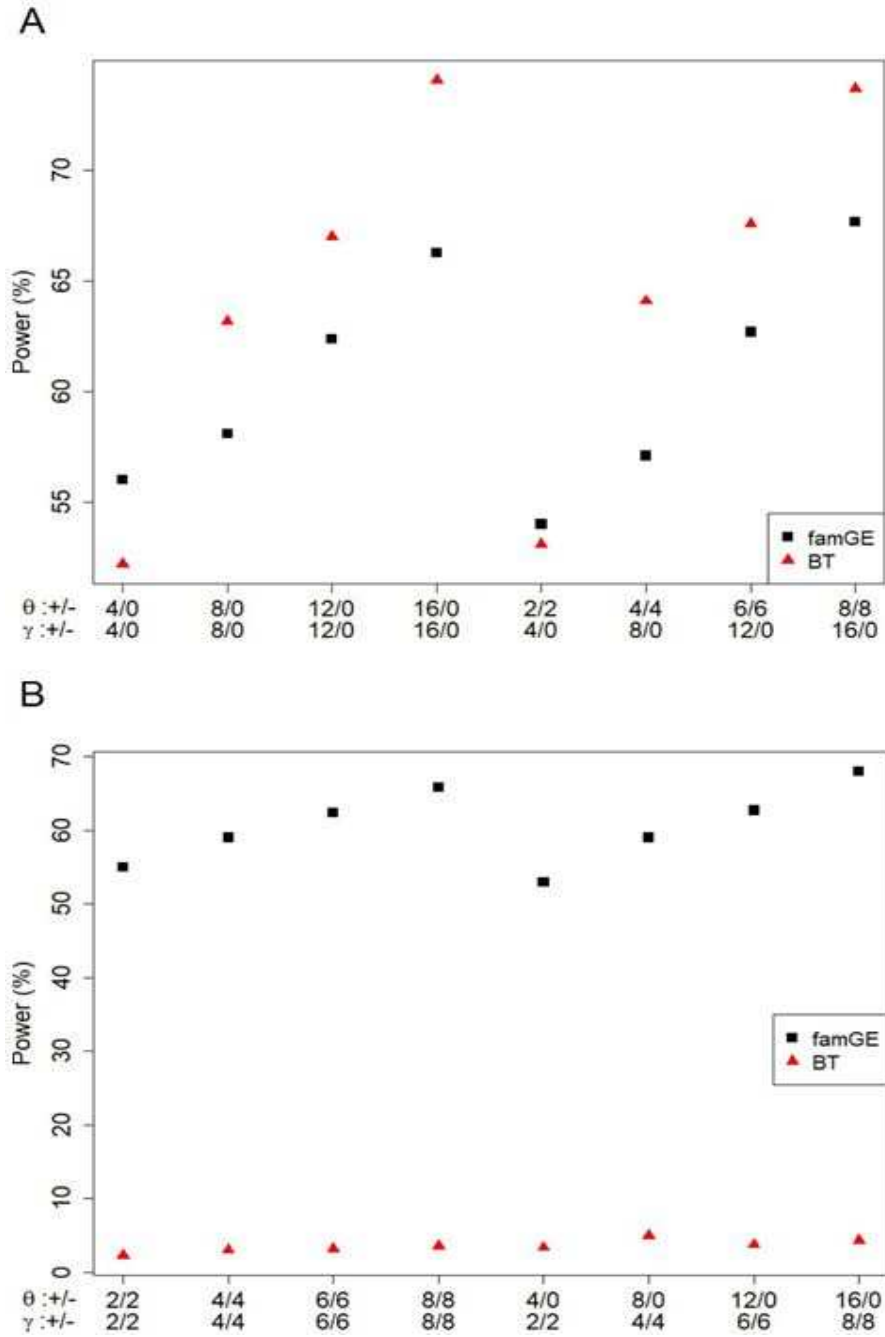 A
Power (%)
70
65
60
55
famGE
BT
θ :+/- 4/0 8/0 12/0 16/0 2/2 4/4 6/6 8/8
γ :+/- 4/0 8/0 12/0 16/0 4/0 8/0 12/0 16/0
B
Power (%)
70
60
50
40
30
20
10
0
famGE
BT
θ :+/- 2/2 4/4 6/6 8/8 4/0 8/0 12/0 16/0
γ :+/- 2/2 4/4 6/6 8/8 2/2 4/4 6/6 8/8